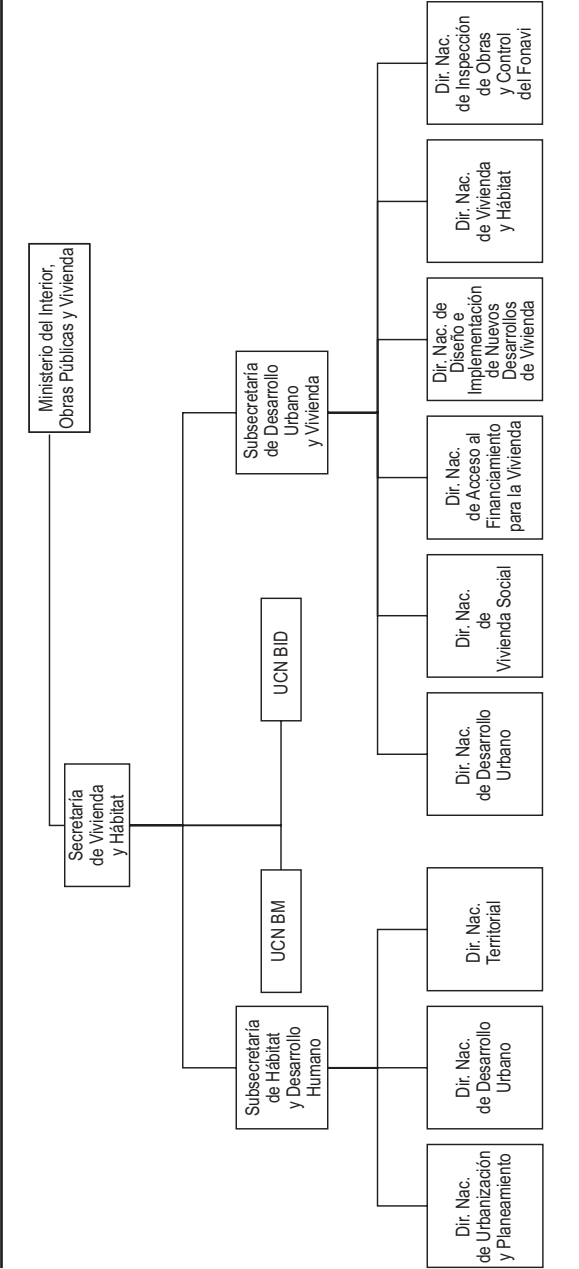 Ministerio del Interior,
Obras Públicas y Vivienda
Secretaría
de Vivienda
y Hábitat
Subsecretaría
de Hábitat
y Desarrollo
Humano
UCN BM
UCN BID
Subsecretaría
de Desarrollo
Urbano
y Vivienda
Dir. Nac.
de Urbanización
y Planeamiento
Dir. Nac.
de Desarrollo
Urbano
Dir. Nac.
Territorial
Dir. Nac.
de Desarrollo
Urbano
Dir. Nac.
de
Vivienda Social
Dir. Nac.
de Acceso al
Financiamiento
para la Vivienda
Dir. Nac. de
Diseño e
Implementación
de Nuevos
Desarrollos
de Vivienda
Dir. Nac.
de Vivienda
y Hábitat
Dir. Nac.
de Inspección
de Obras
y Control
del Fonavi